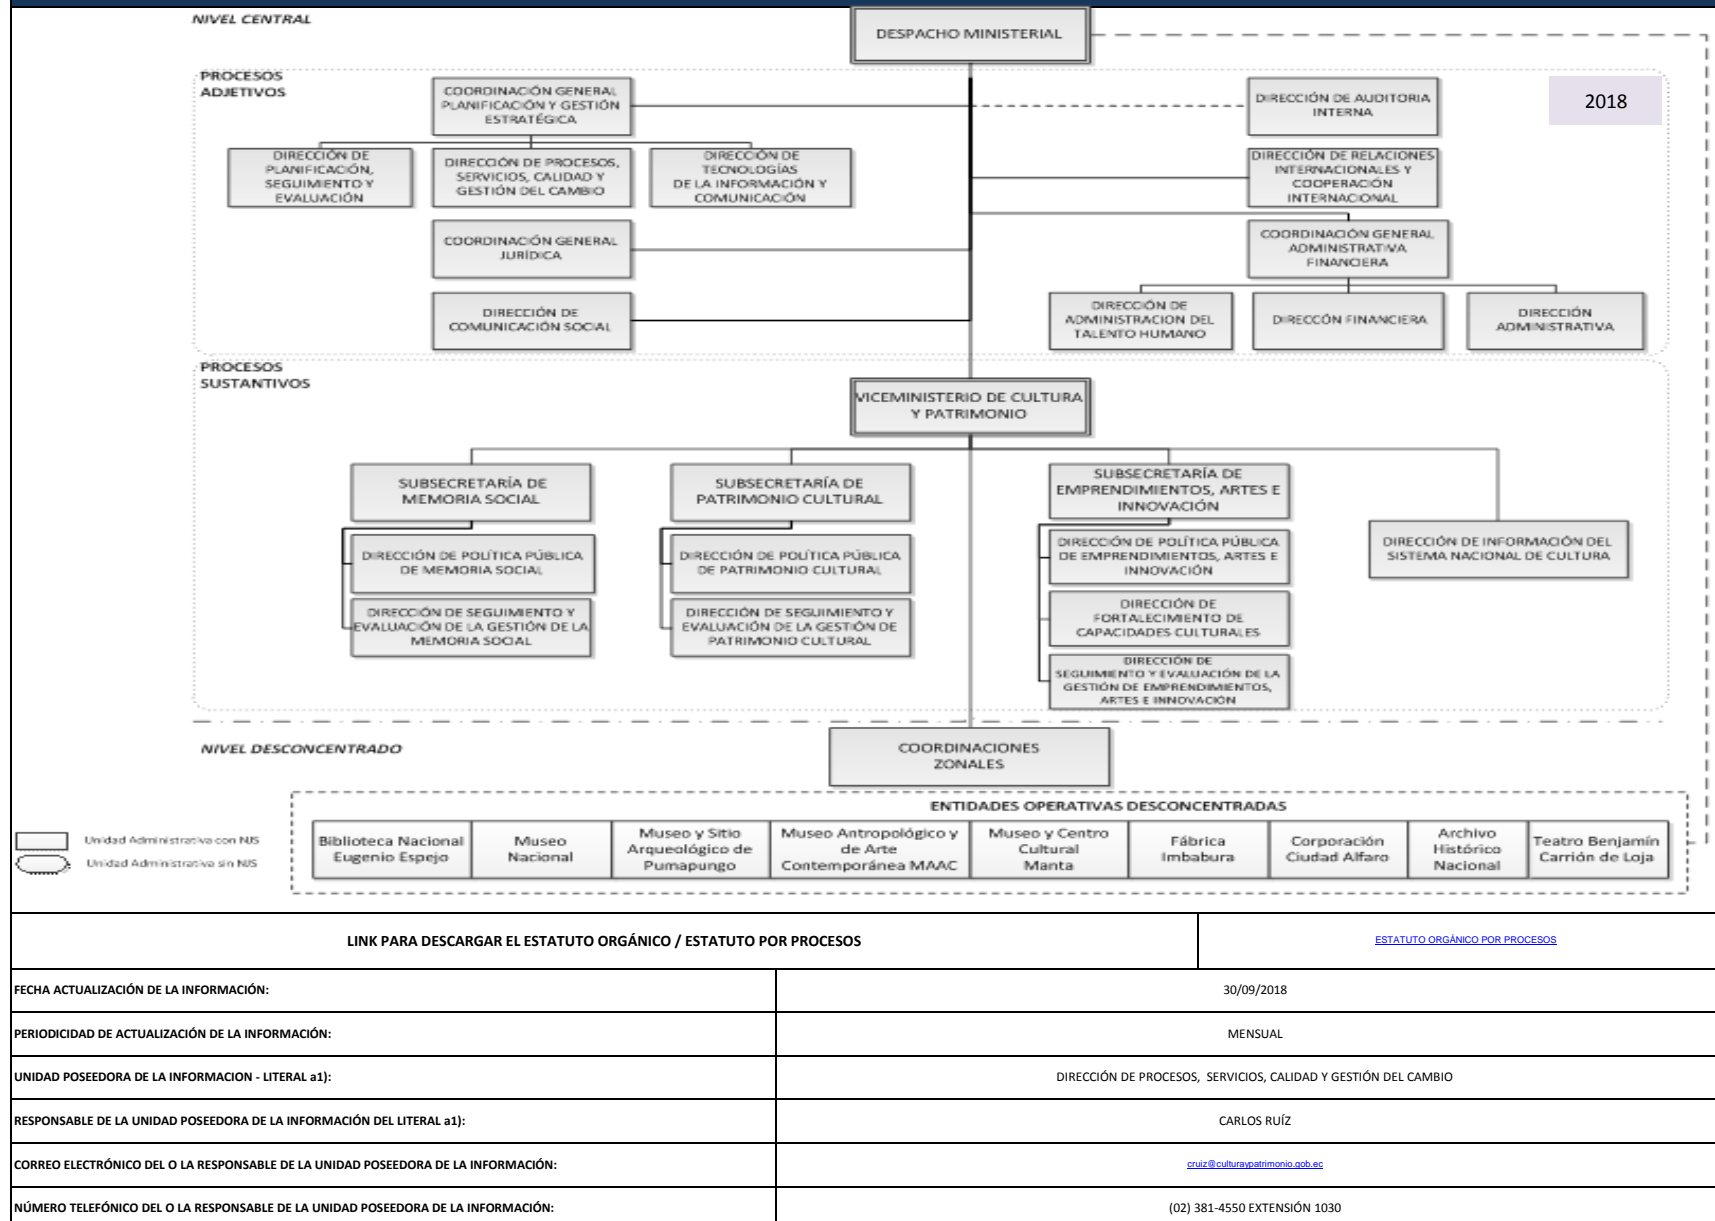 NIVEL CENTRAL
DESPACHO MINISTERIAL
PROCESOS
ADJETIVOS
COORDINACIÓN GENERAL
PLANIFICACIÓN Y GESTIÓN
ESTRATÉGICA
DIRECCIÓN DE AUDITORIA
INTERNA
2018
DIRECCIÓN DE
PLANIFICACIÓN,
SEGUIMIENTO Y
EVALUACIÓN
DIRECCIÓN DE PROCESOS,
SERVICIOS, CALIDAD Y
GESTIÓN DEL CAMBIO
DIRECCIÓN DE
TECNOLOGÍAS
DE LA INFORMACIÓN Y
COMUNICACIÓN
DIRECCIÓN DE RELACIONES
INTERNACIONALES Y
COOPERACIÓN
INTERNACIONAL
COORDINACIÓN GENERAL
JURÍDICA
COORDINACIÓN GENERAL
ADMINISTRATIVA
FINANCIERA
DIRECCIÓN DE
COMUNICACIÓN SOCIAL
DIRECCIÓN DE
ADMINISTRACION DEL
TALENTO HUMANO
DIRECCÓN FINANCIERA
DIRECCIÓN
ADMINISTRATIVA
PROCESOS
SUSTANTIVOS
VICEMINISTERIO DE CULTURA
Y PATRIMONIO
SUBSECRETARÍA DE
MEMORIA SOCIAL
SUBSECRETARÍA DE
PATRIMONIO CULTURAL
SUBSECRETARÍA DE
EMPRENDIMIENTOS, ARTES E
INNOVACIÓN
DIRECCIÓN DE POLÍTICA PÚBLICA
DE MEMORIA SOCIAL
DIRECCIÓN DE POLÍTICA PÚBLICA
DE PATRIMONIO CULTURAL
DIRECCIÓN DE POLÍTICA PÚBLICA
DE EMPRENDIMIENTOS, ARTES E
INNOVACIÓN
DIRECCIÓN DE INFORMACIÓN DEL
SISTEMA NACIONAL DE CULTURA
DIRECCIÓN DE SEGUIMIENTO Y
EVALUACIÓN DE LA GESTIÓN DE LA
MEMORIA SOCIAL
DIRECCIÓN DE SEGUIMIENTO Y
EVALUACIÓN DE LA GESTIÓN DE
PATRIMONIO CULTURAL
DIRECCIÓN DE
FORTALECIMIENTO DE
CAPACIDADES CULTURALES
DIRECCIÓN DE
SEGUIMIENTO Y EVALUACIÓN DE LA
GESTIÓN DE EMPRENDIMIENTOS,
ARTES E INNOVACIÓN
NIVEL DESCONCENTRADO
COORDINACIONES
ZONALES
ENTIDADES OPERATIVAS DESCONCENTRADAS
Unidad Administrativa con NJS
Unidad Administrativa sin NJS
Biblioteca Nacional
Eugenio Espejo
Museo
Nacional
Museo y Sitio
Arqueológico de
Pumapungo
Museo Antropológico y
de Arte
Contemporánea MAAC
Museo y Centro
Cultural
Manta
Fábrica
Imbabura
Corporación
Ciudad Alfaro
Archivo
Histórico
Nacional
Teatro Benjamín
Carrión de Loja
LINK PARA DESCARGAR EL ESTATUTO ORGÁNICO / ESTATUTO POR PROCESOS
ESTATUTO ORGÁNICO POR PROCESOS
FECHA ACTUALIZACIÓN DE LA INFORMACIÓN:
30/09/2018
PERIODICIDAD DE ACTUALIZACIÓN DE LA INFORMACIÓN:
MENSUAL
UNIDAD POSEEDORA DE LA INFORMACION - LITERAL a1):
DIRECCIÓN DE PROCESOS, SERVICIOS, CALIDAD Y GESTIÓN DEL CAMBIO
RESPONSABLE DE LA UNIDAD POSEEDORA DE LA INFORMACIÓN DEL LITERAL a1):
CARLOS RUÍZ
CORREO ELECTRÓNICO DEL O LA RESPONSABLE DE LA UNIDAD POSEEDORA DE LA INFORMACIÓN:
cruiz@culturaypatrimonio.gob.ec
NÚMERO TELEFÓNICO DEL O LA RESPONSABLE DE LA UNIDAD POSEEDORA DE LA INFORMACIÓN:
(02) 381-4550 EXTENSIÓN 1030